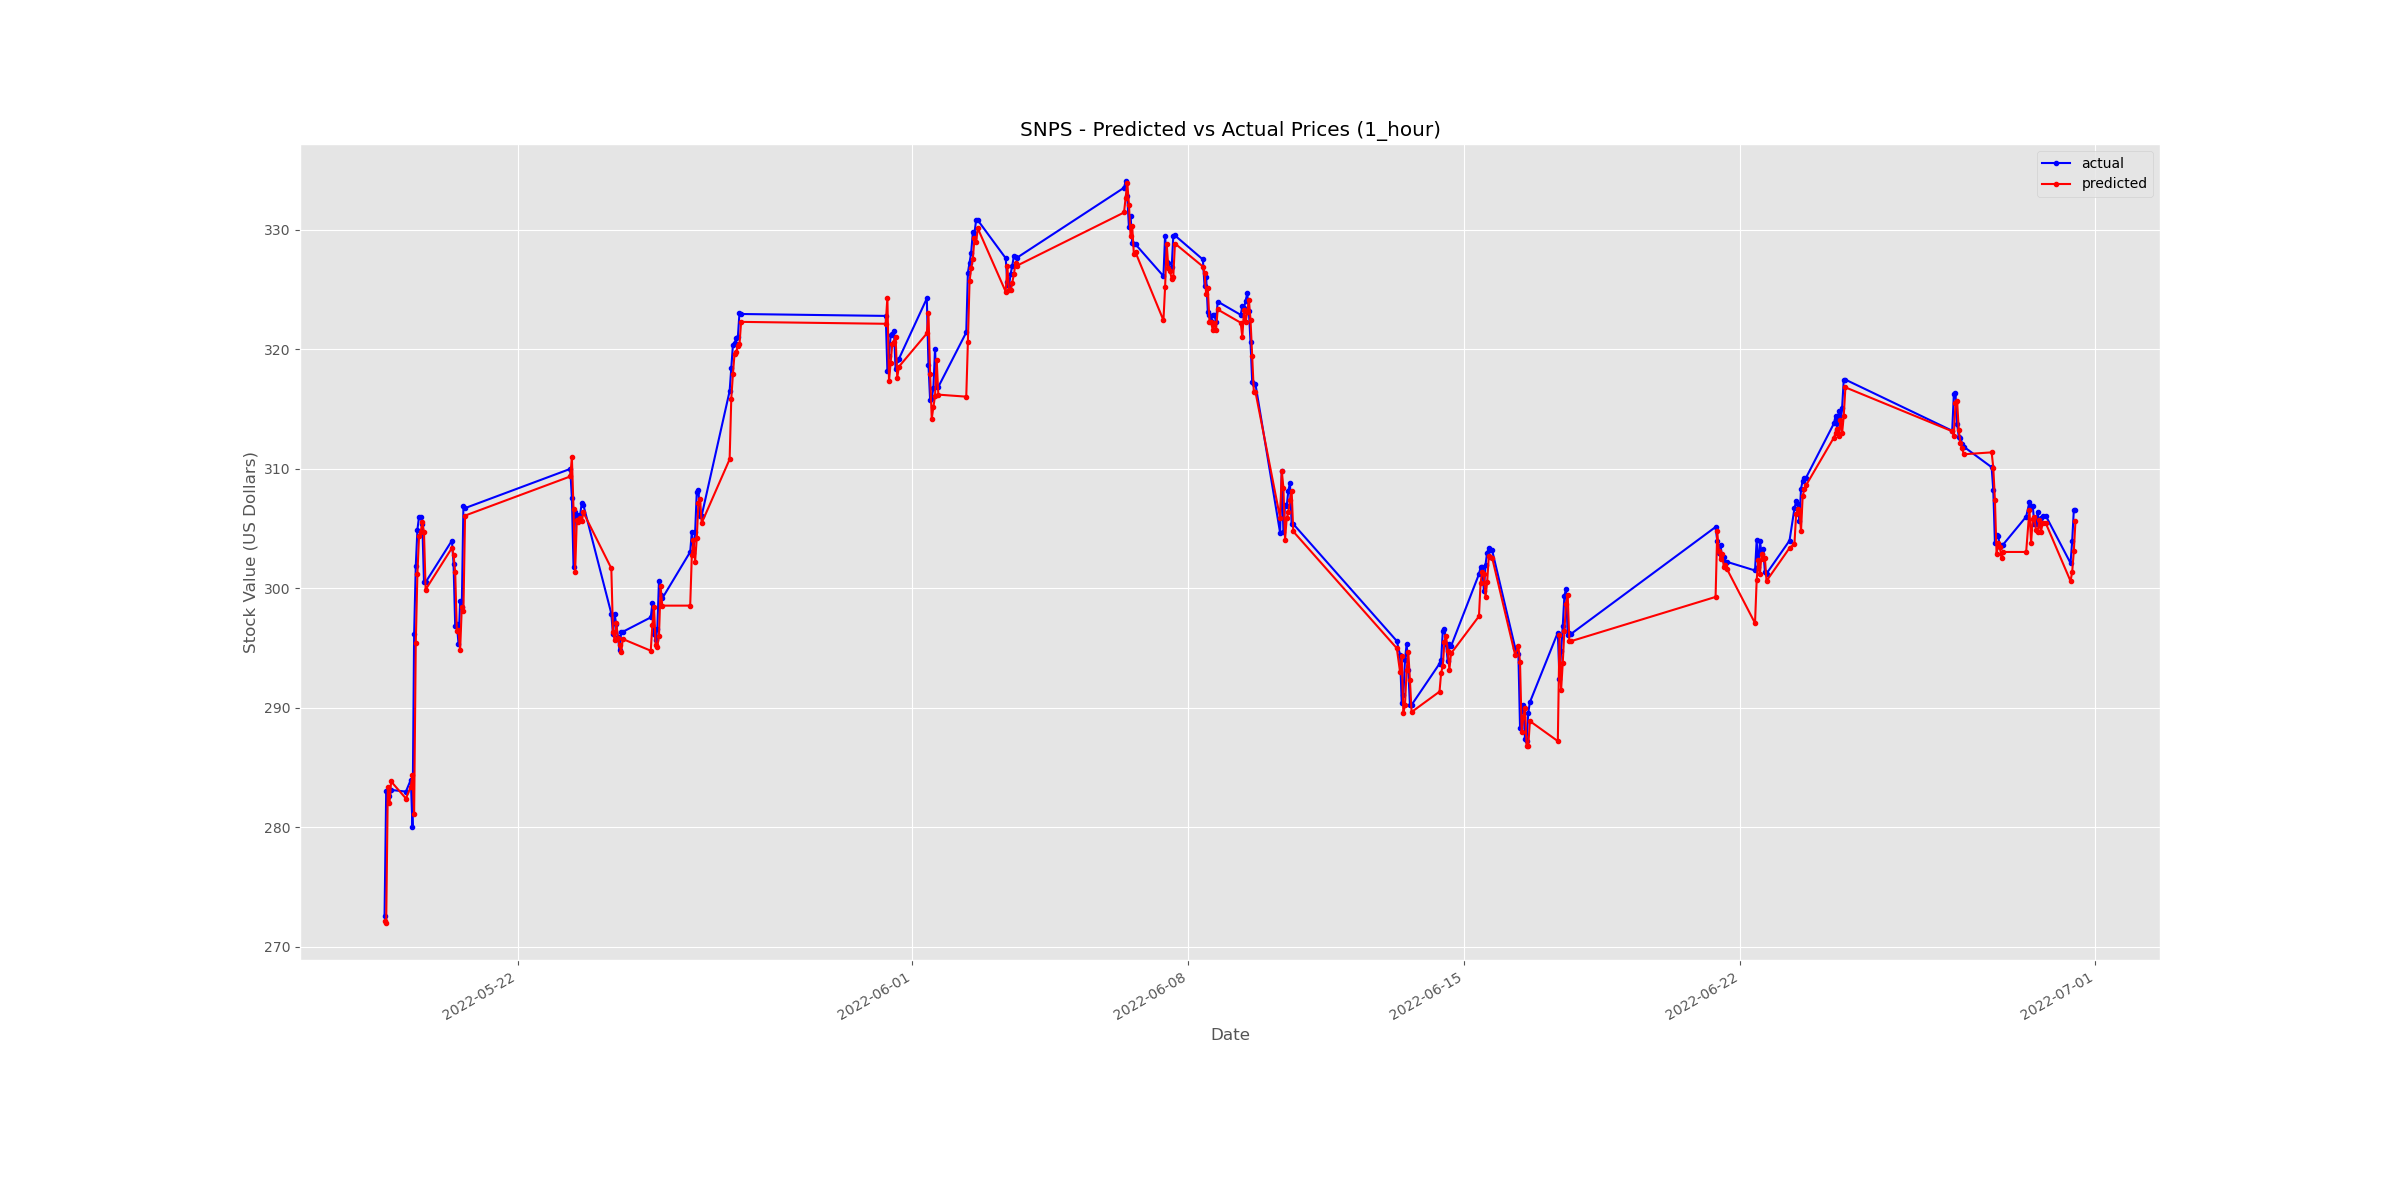 SNPS - Predicted vs Actual Prices (1_hour)
actual
predicted
330
320
310
300
290
280
270
Stock Value (US Dollars)
2022-05-22
2022-06-01
2022-06-08
2022-06-15
2022-06-22
2022-07-01
Date